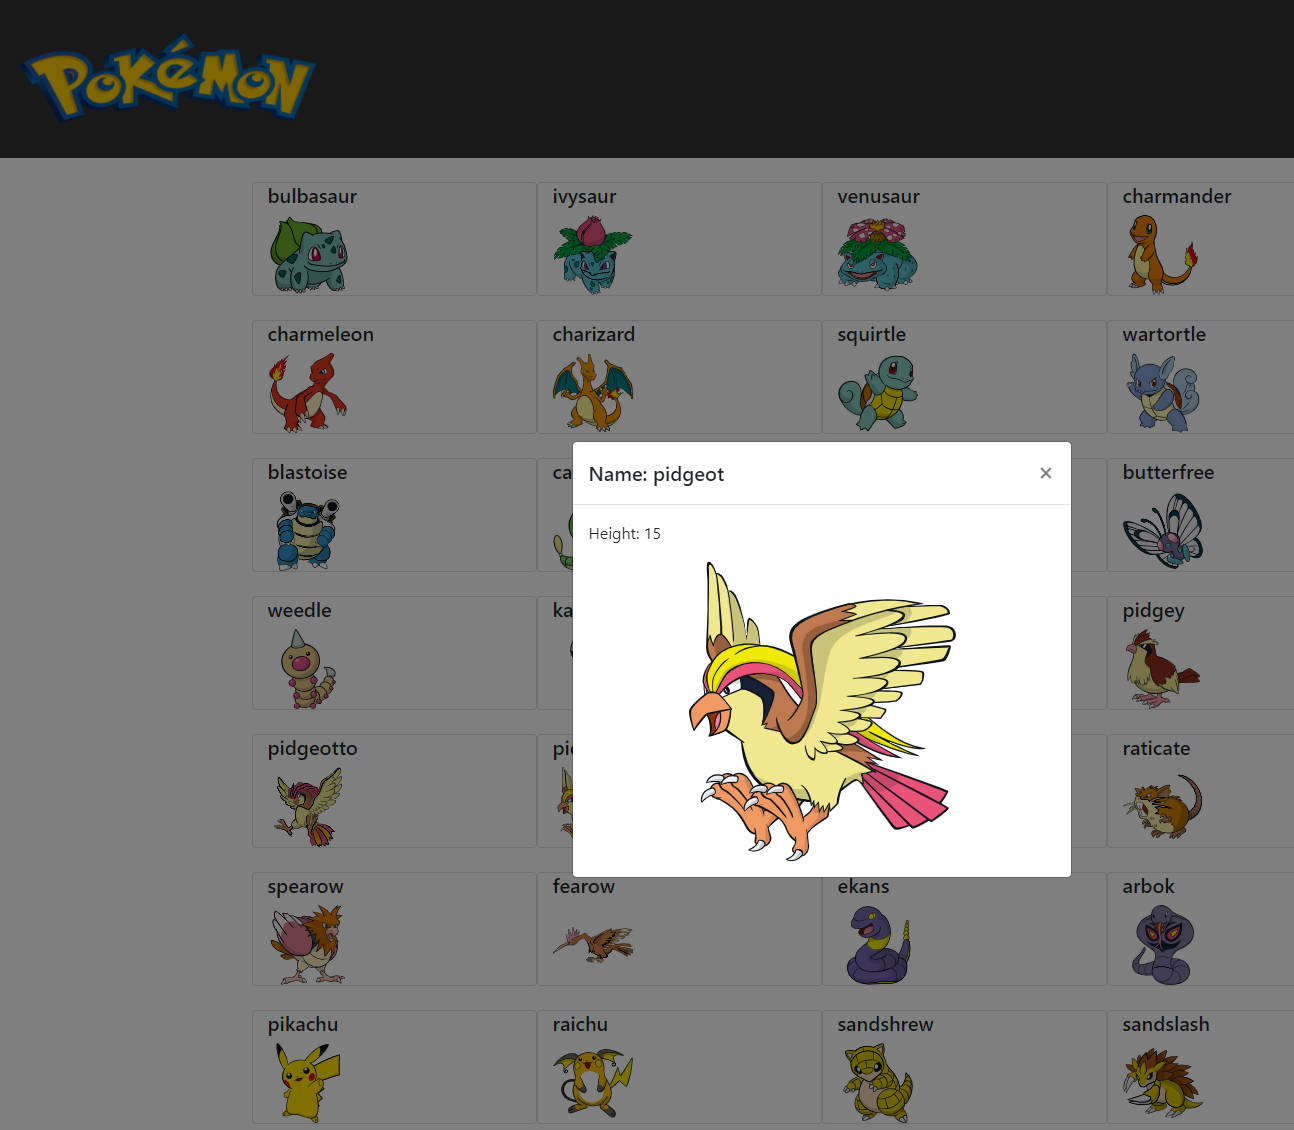 Pokémon
bulbasaur
ivysaur
venusaur
charmander
charmeleon
charizard
squirtle
wartortle
blastoise
ca
butterfree
Name: pidgeot
×
Height: 15
weedle
ka
pidgey
pidgeotto
raticate
spearow
fearow
ekans
arbok
pikachu
raichu
sandshrew
sandslash